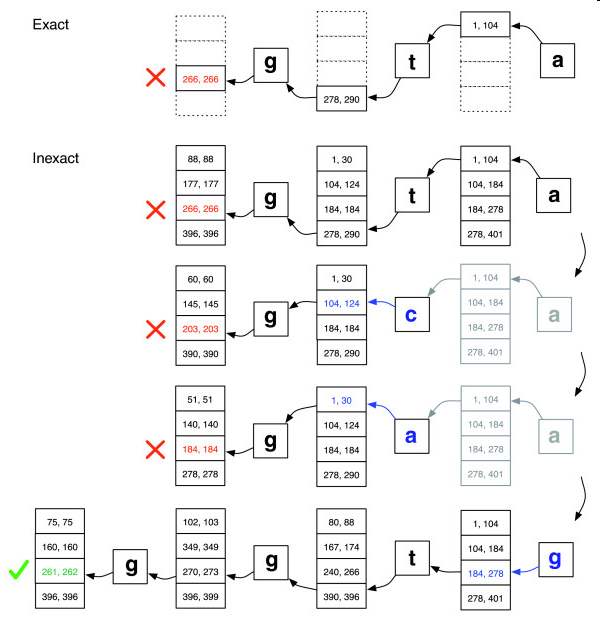 Exact
1, 104
g t a
266, 266
278, 290
Inexact
88, 88 1, 30 1, 104
177, 177 104, 124 104, 184
g t a
266, 266 184, 184 184, 278
396, 396 278, 290 278, 401
60, 60 1, 30 1, 104
145, 145 104, 124 104, 184
g c a
203, 203 184, 184 184, 278
390, 390 278, 290 278, 401
51, 51 1, 30 1, 104
140, 140 104, 124 104, 184
g a a
184, 184 184, 184 184, 278
278, 278 278, 290 278, 401
75, 75 102, 103 80, 88 1, 104
160, 160 349, 349 167, 174 104, 184
g g t g
261, 262 270, 273 240, 266 184, 278
396, 396 396, 399 390, 396 278, 401